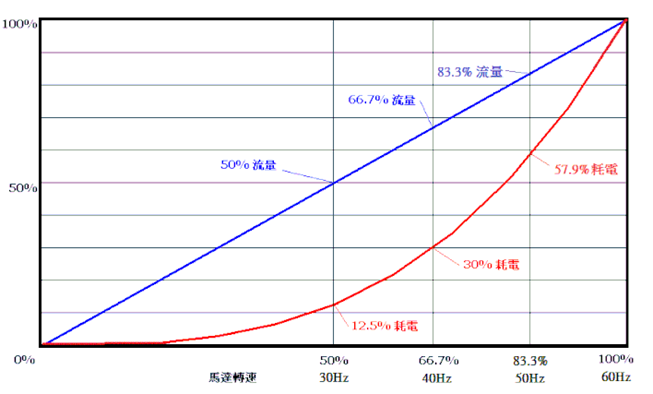 100%
83.3% 流量
66.7% 流量
50% 流量
57.9% 耗電
50%
30% 耗電
12.5% 耗電
0%
50%
66.7%
83.3%
100%
馬達轉速
30Hz
40Hz
50Hz
60Hz